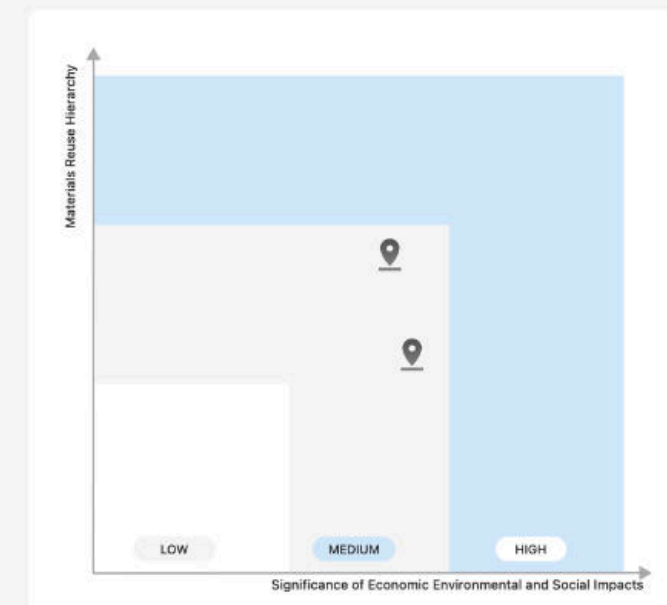 Materials Reuse Hierarchy
LOW
MEDIUM
HIGH
Significance of Economic Environmental and Social Impacts